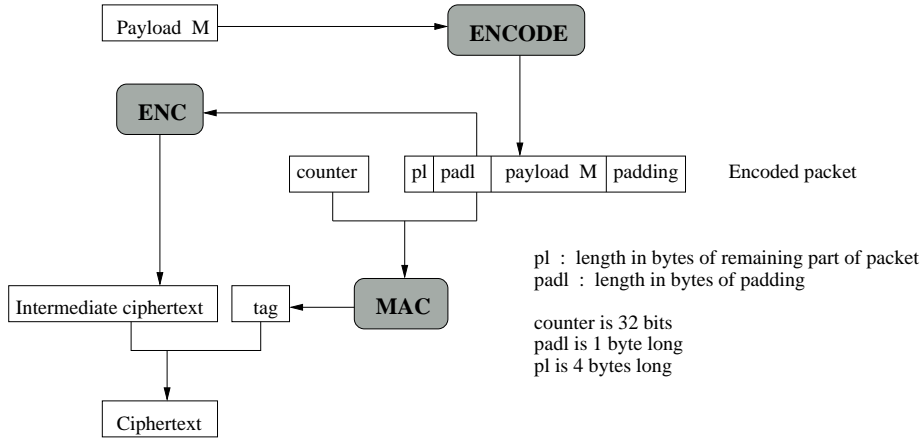 Payload M
ENCODE
ENC
counter
pl
padl
payload M
padding
Encoded packet
pl : length in bytes of remaining part of packet
padl : length in bytes of padding
Intermediate ciphertext
tag
MAC
counter is 32 bits
padl is 1 byte long
pl is 4 bytes long
Ciphertext